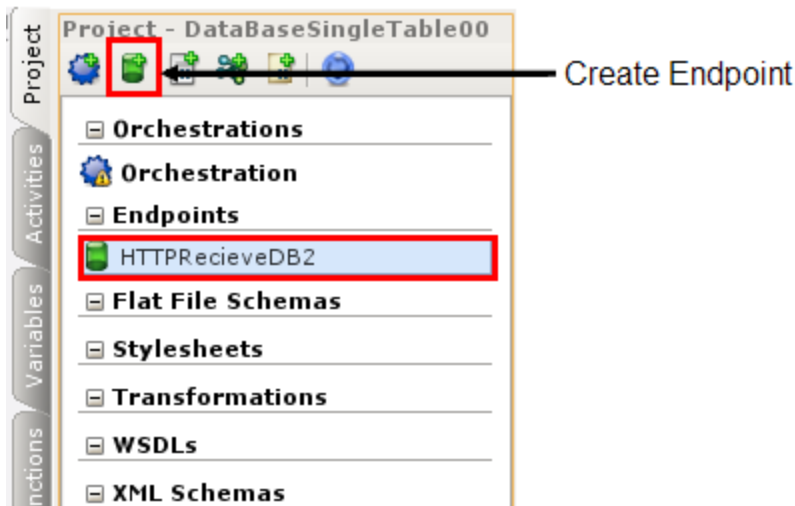 Project - DataBaseSingleTable00
Create Endpoint
Project
Activities
Variables
nctions
Orchestrations
Orchestration
Endpoints
HTTPRecieveDB2
Flat File Schemas
Stylesheets
Transformations
WSDLs
XML Schemas